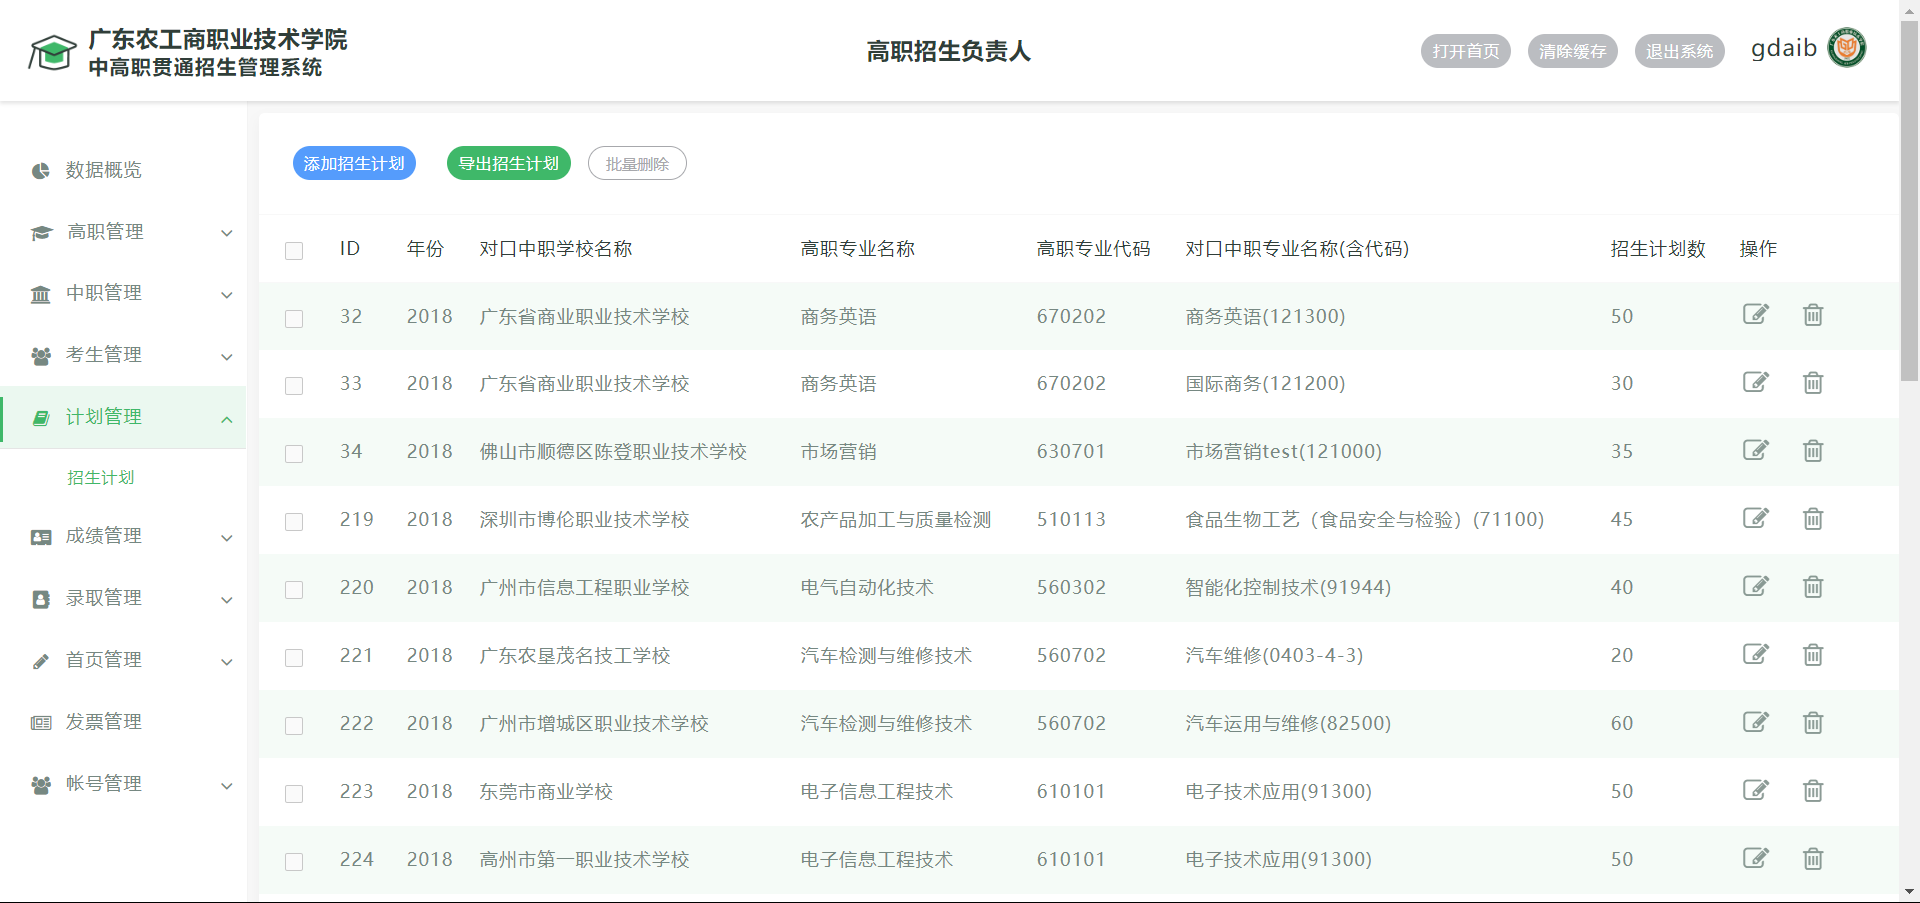 广东农工商职业技术学院
中高职贯通招生管理系统
高职招生负责人
打开首页 清除缓存 退出系统 gdaib
数据概览
高职管理
中职管理
考生管理
计划管理
招生计划
成绩管理
录取管理
首页管理
发票管理
帐号管理
添加招生计划 导出招生计划 批量删除
ID 年份 对口中职学校名称 高职专业名称 高职专业代码 对口中职专业名称(含代码) 招生计划数 操作
32 2018 广东省商业职业技术学校 商务英语 670202 商务英语(121300) 50
33 2018 广东省商业职业技术学校 商务英语 670202 国际商务(121200) 30
34 2018 佛山市顺德区陈登职业技术学校 市场营销 630701 市场营销test(121000) 35
219 2018 深圳市博伦职业技术学校 农产品加工与质量检测 510113 食品生物工艺（食品安全与检验）(71100) 45
220 2018 广州市信息工程职业学校 电气自动化技术 560302 智能化控制技术(91944) 40
221 2018 广东农垦茂名技工学校 汽车检测与维修技术 560702 汽车维修(0403-4-3) 20
222 2018 广州市增城区职业技术学校 汽车检测与维修技术 560702 汽车运用与维修(82500) 60
223 2018 东莞市商业学校 电子信息工程技术 610101 电子技术应用(91300) 50
224 2018 高州市第一职业技术学校 电子信息工程技术 610101 电子技术应用(91300) 50